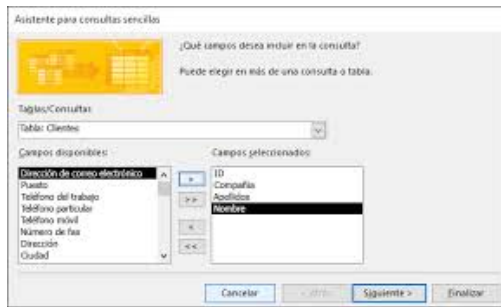 Asistente para consultas sencillas
¿Qué campos desea incluir en la consulta?
Puede elegir en más de una consulta o tabla.
Tablas/Consultas
Tabla: Clientes
Campos disponibles:
Campos seleccionados:
Dirección de correo electrónico
Puesto
Teléfono del trabajo
Teléfono particular
Teléfono móvil
Número de fax
Dirección
Ciudad
>
>>
<
<<
ID
Compañía
Apellidos
Nombre
Cancelar
< Atrás
Siguiente >
Finalizar